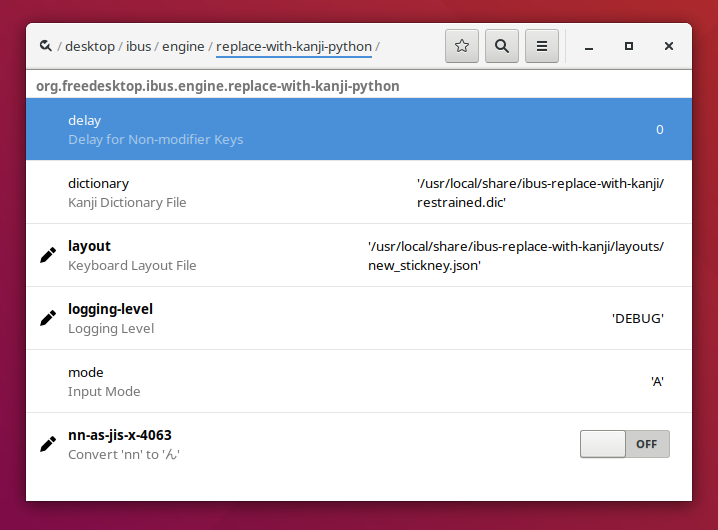 / desktop / ibus / engine / replace-with-kanji-python /
org.freedesktop.ibus.engine.replace-with-kanji-python
delay
Delay for Non-modifier Keys
0
dictionary
Kanji Dictionary File
'/usr/local/share/ibus-replace-with-kanji/
restrained.dic'
layout
Keyboard Layout File
'/usr/local/share/ibus-replace-with-kanji/layouts/
new_stickney.json'
logging-level
Logging Level
'DEBUG'
mode
Input Mode
'A'
nn-as-jis-x-4063
Convert 'nn' to 'ん'
OFF